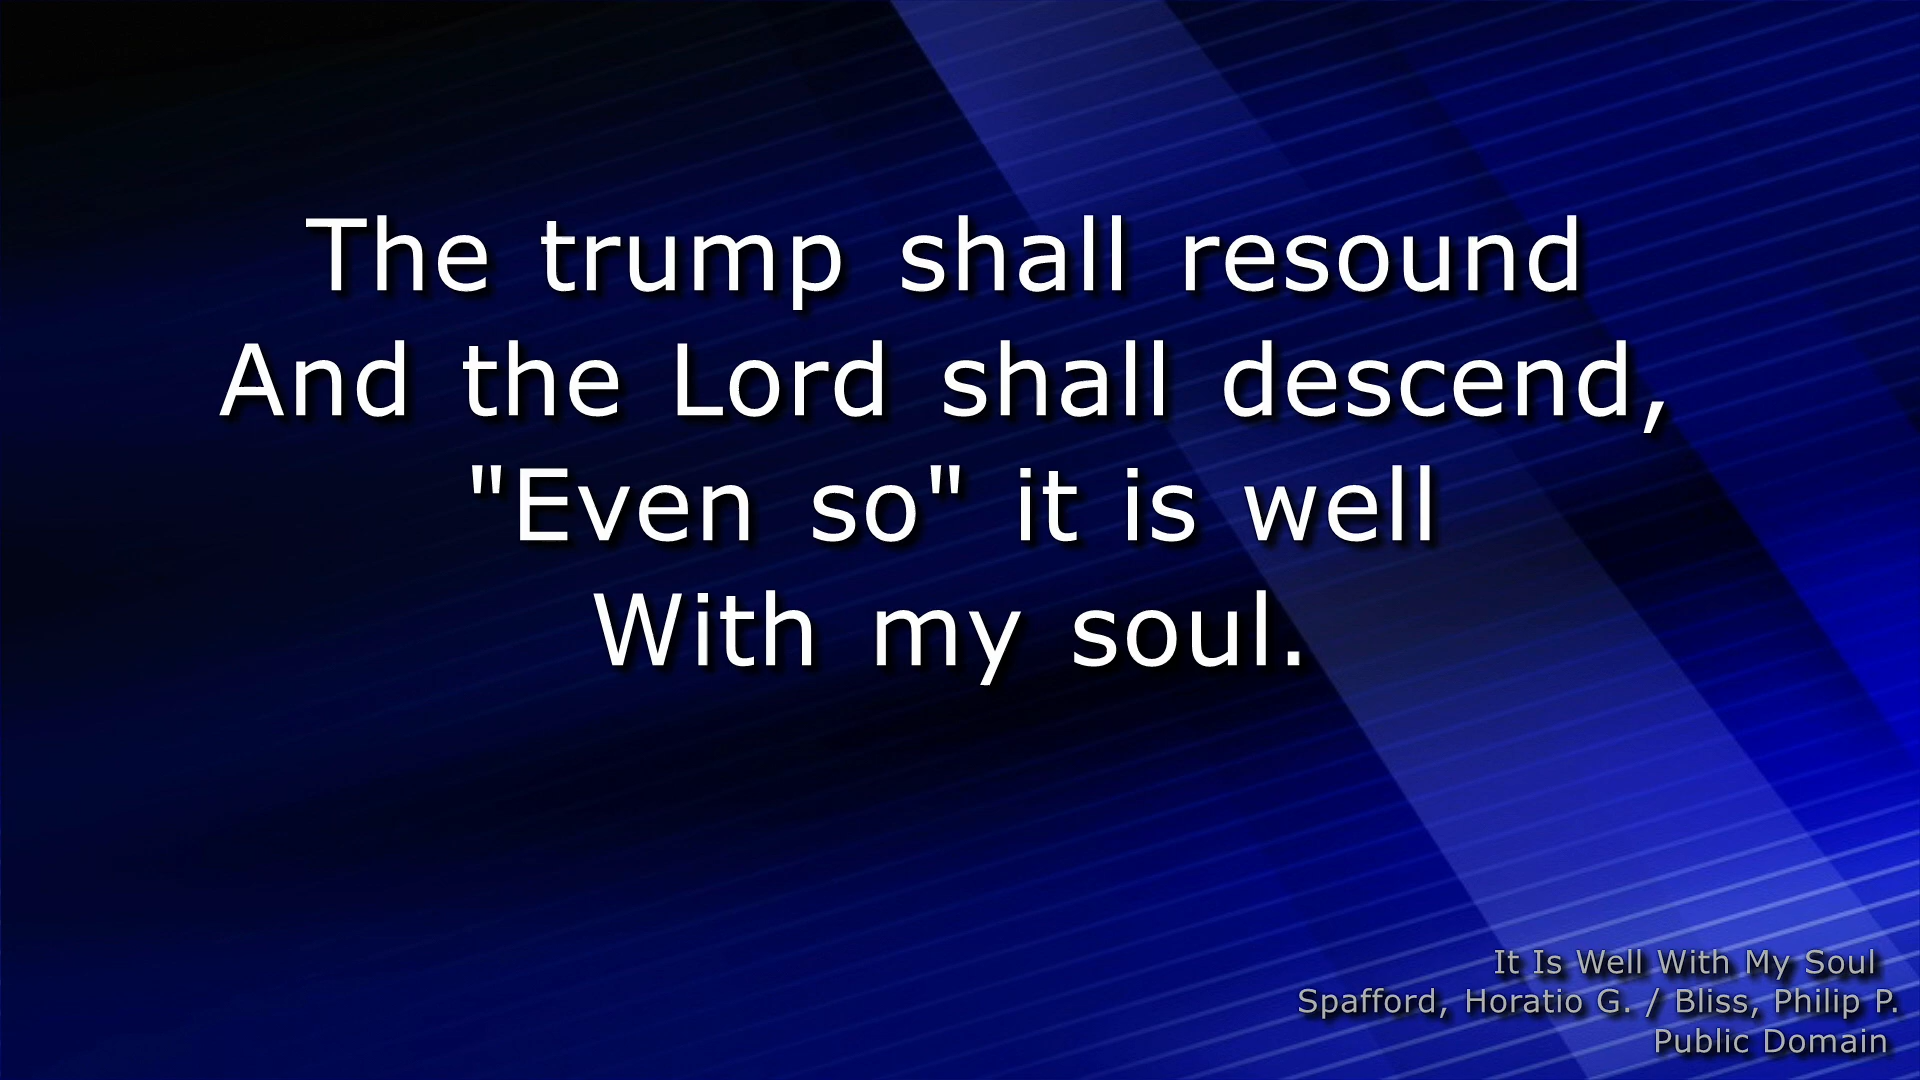 The trump shall resound
And the Lord shall descend,
"Even so" it is well
With my soul.
It Is Well With My Soul
Spafford, Horatio G. / Bliss, Philip P.
Public Domain